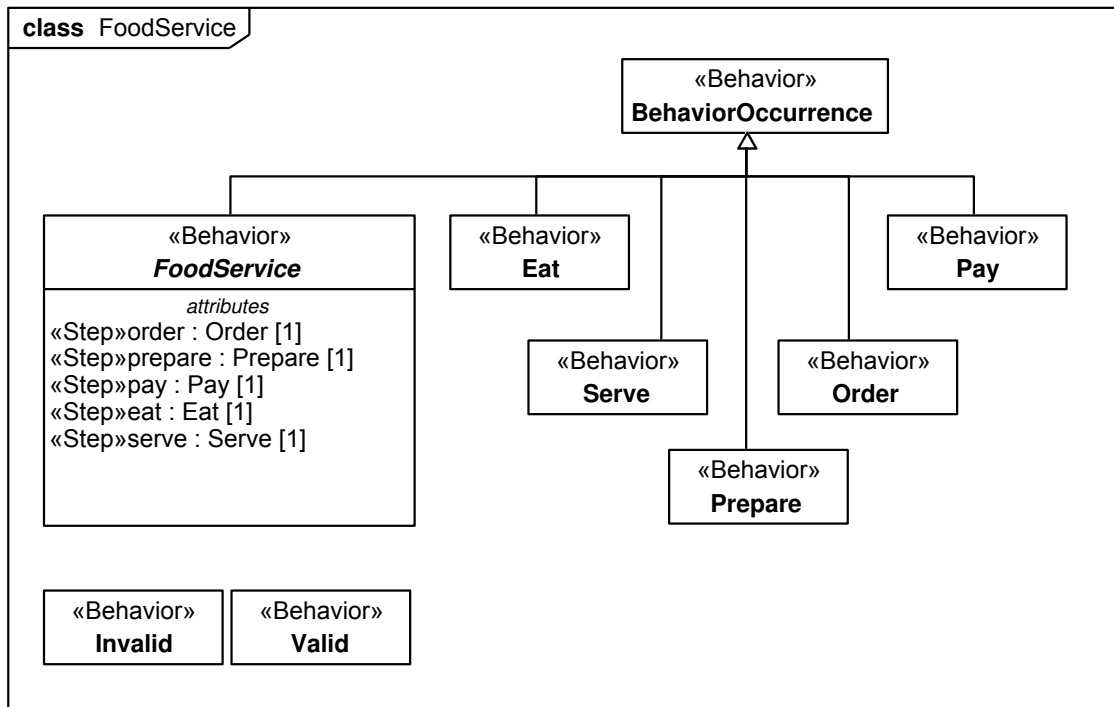 class FoodService
«Behavior»
BehaviorOccurrence
«Behavior»
FoodService
attributes
«Step»order : Order [1]
«Step»prepare : Prepare [1]
«Step»pay : Pay [1]
«Step»eat : Eat [1]
«Step»serve : Serve [1]
«Behavior»
Eat
«Behavior»
Pay
«Behavior»
Serve
«Behavior»
Order
«Behavior»
Prepare
«Behavior»
Invalid
«Behavior»
Valid